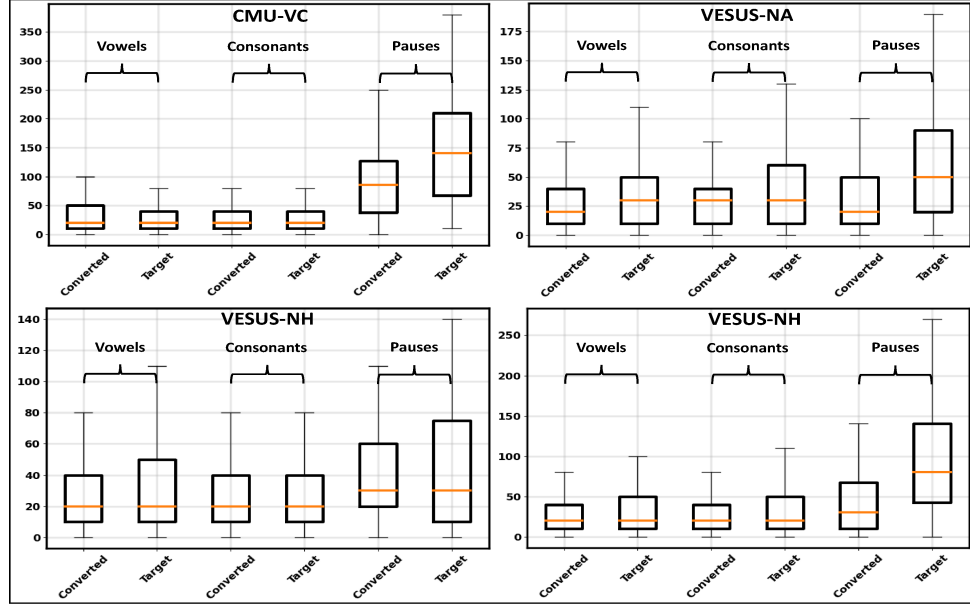 CMU-VC
Vowels Consonants Pauses
350
300
250
200
150
100
50
0
Converted Target Converted Target Converted Target
VESUS-NA
Vowels Consonants Pauses
175
150
125
100
75
50
25
0
Converted Target Converted Target Converted Target
VESUS-NH
Vowels Consonants Pauses
140
120
100
80
60
40
20
0
Converted Target Converted Target Converted Target
VESUS-NH
Vowels Consonants Pauses
250
200
150
100
50
0
Converted Target Converted Target Converted Target